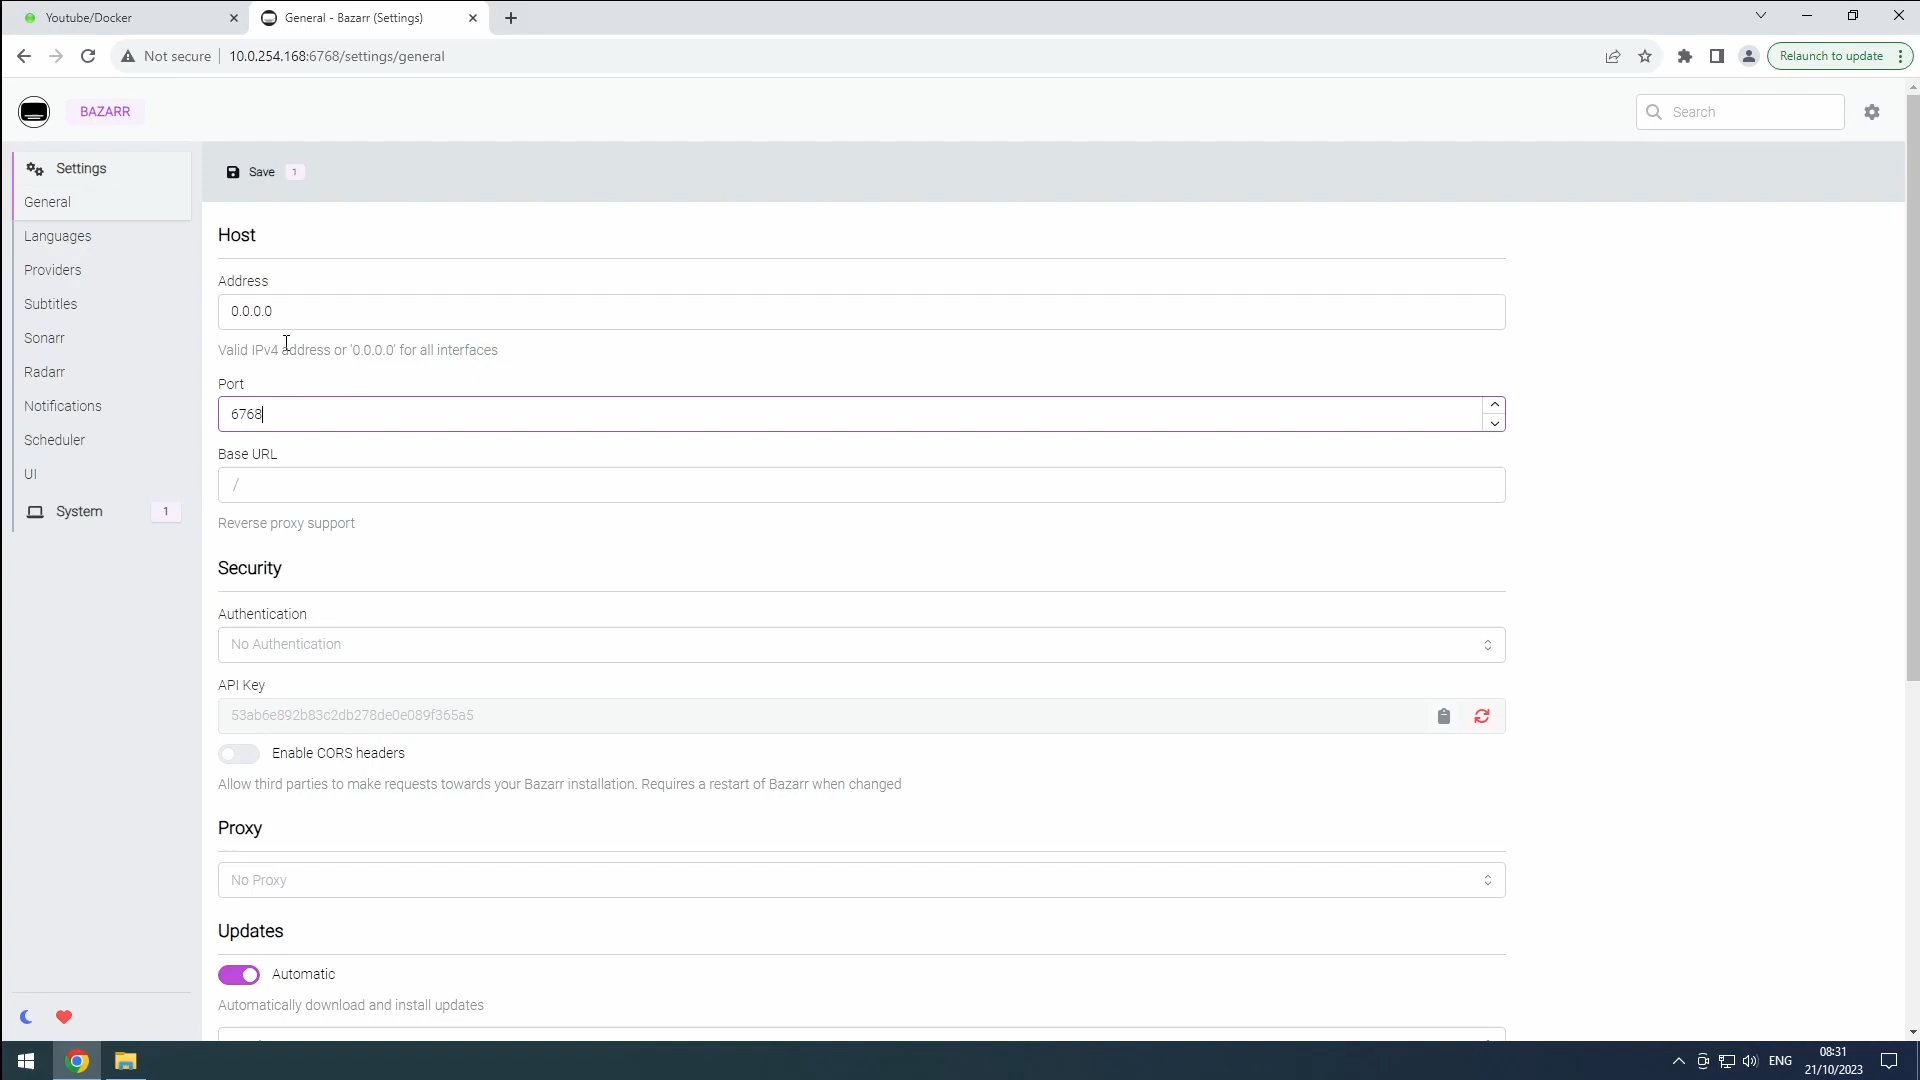 Youtube/Docker
General - Bazarr (Settings)
Not secure
10.0.254.168:6768/settings/general
Relaunch to update
BAZARR
Search
Settings
General
Languages
Providers
Subtitles
Sonarr
Radarr
Notifications
Scheduler
UI
System 1
Save 1
Host
Address
0.0.0.0
Valid IPv4 address or '0.0.0.0' for all interfaces
Port
6768
Base URL
/
Reverse proxy support
Security
Authentication
No Authentication
API Key
53ab6e892b83c2db278de0e089f365a5
Enable CORS headers
Allow third parties to make requests towards your Bazarr installation. Requires a restart of Bazarr when changed
Proxy
No Proxy
Updates
Automatic
Automatically download and install updates
ENG
08:31
21/10/2023